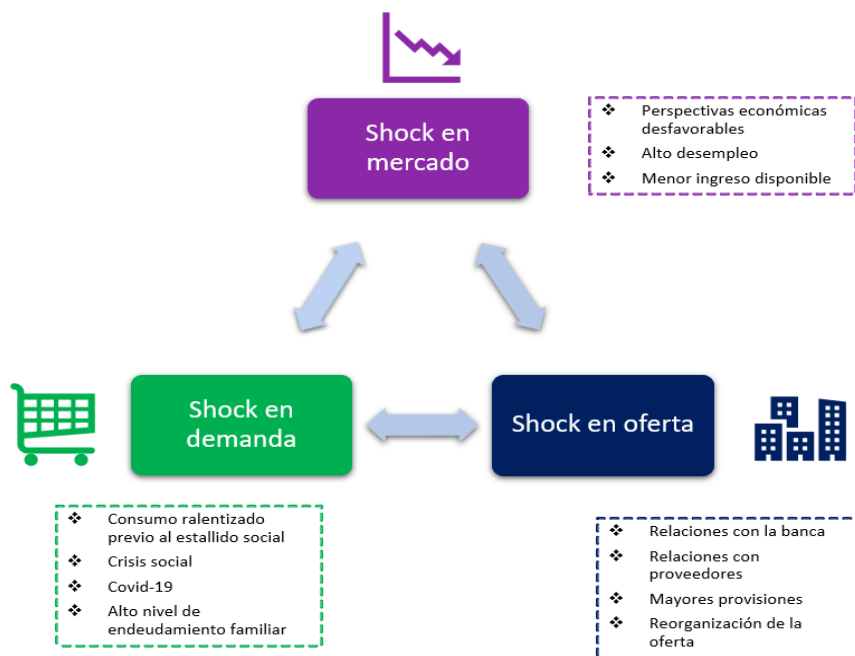 Shock en
mercado
❖ Perspectivas económicas
desfavorables
❖ Alto desempleo
❖ Menor ingreso disponible
Shock en
demanda
Shock en oferta
❖ Consumo ralentizado
previo al estallido social
❖ Crisis social
❖ Covid-19
❖ Alto nivel de
endeudamiento familiar
❖ Relaciones con la banca
❖ Relaciones con
proveedores
❖ Mayores provisiones
❖ Reorganización de la
oferta